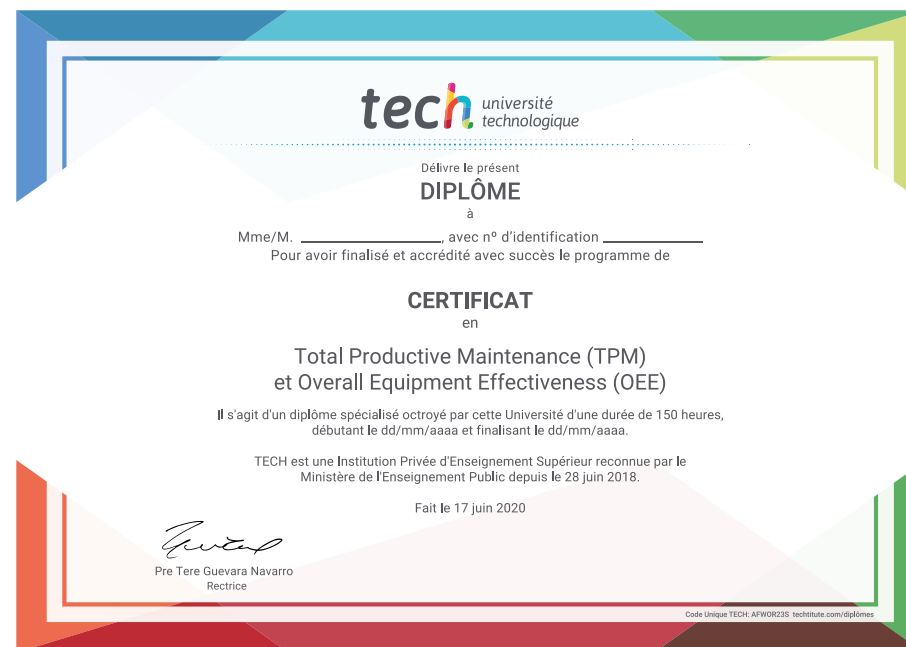 tech université
technologique
Délivre le présent
DIPLÔME
à
Mme/M. ____________________, avec nº d'identification ______________
Pour avoir finalisé et accrédité avec succès le programme de
CERTIFICAT
en
Total Productive Maintenance (TPM)
et Overall Equipment Effectiveness (OEE)
Il s'agit d'un diplôme spécialisé octroyé par cette Université d'une durée de 150 heures,
débutant le dd/mm/aaaa et finalisant le dd/mm/aaaa.
TECH est une Institution Privée d'Enseignement Supérieur reconnue par le
Ministère de l'Enseignement Public depuis le 28 juin 2018.
Fait le 17 juin 2020
Pre Tere Guevara Navarro
Rectrice
Code Unique TECH: AFWOR23S techtitute.com/diplômes